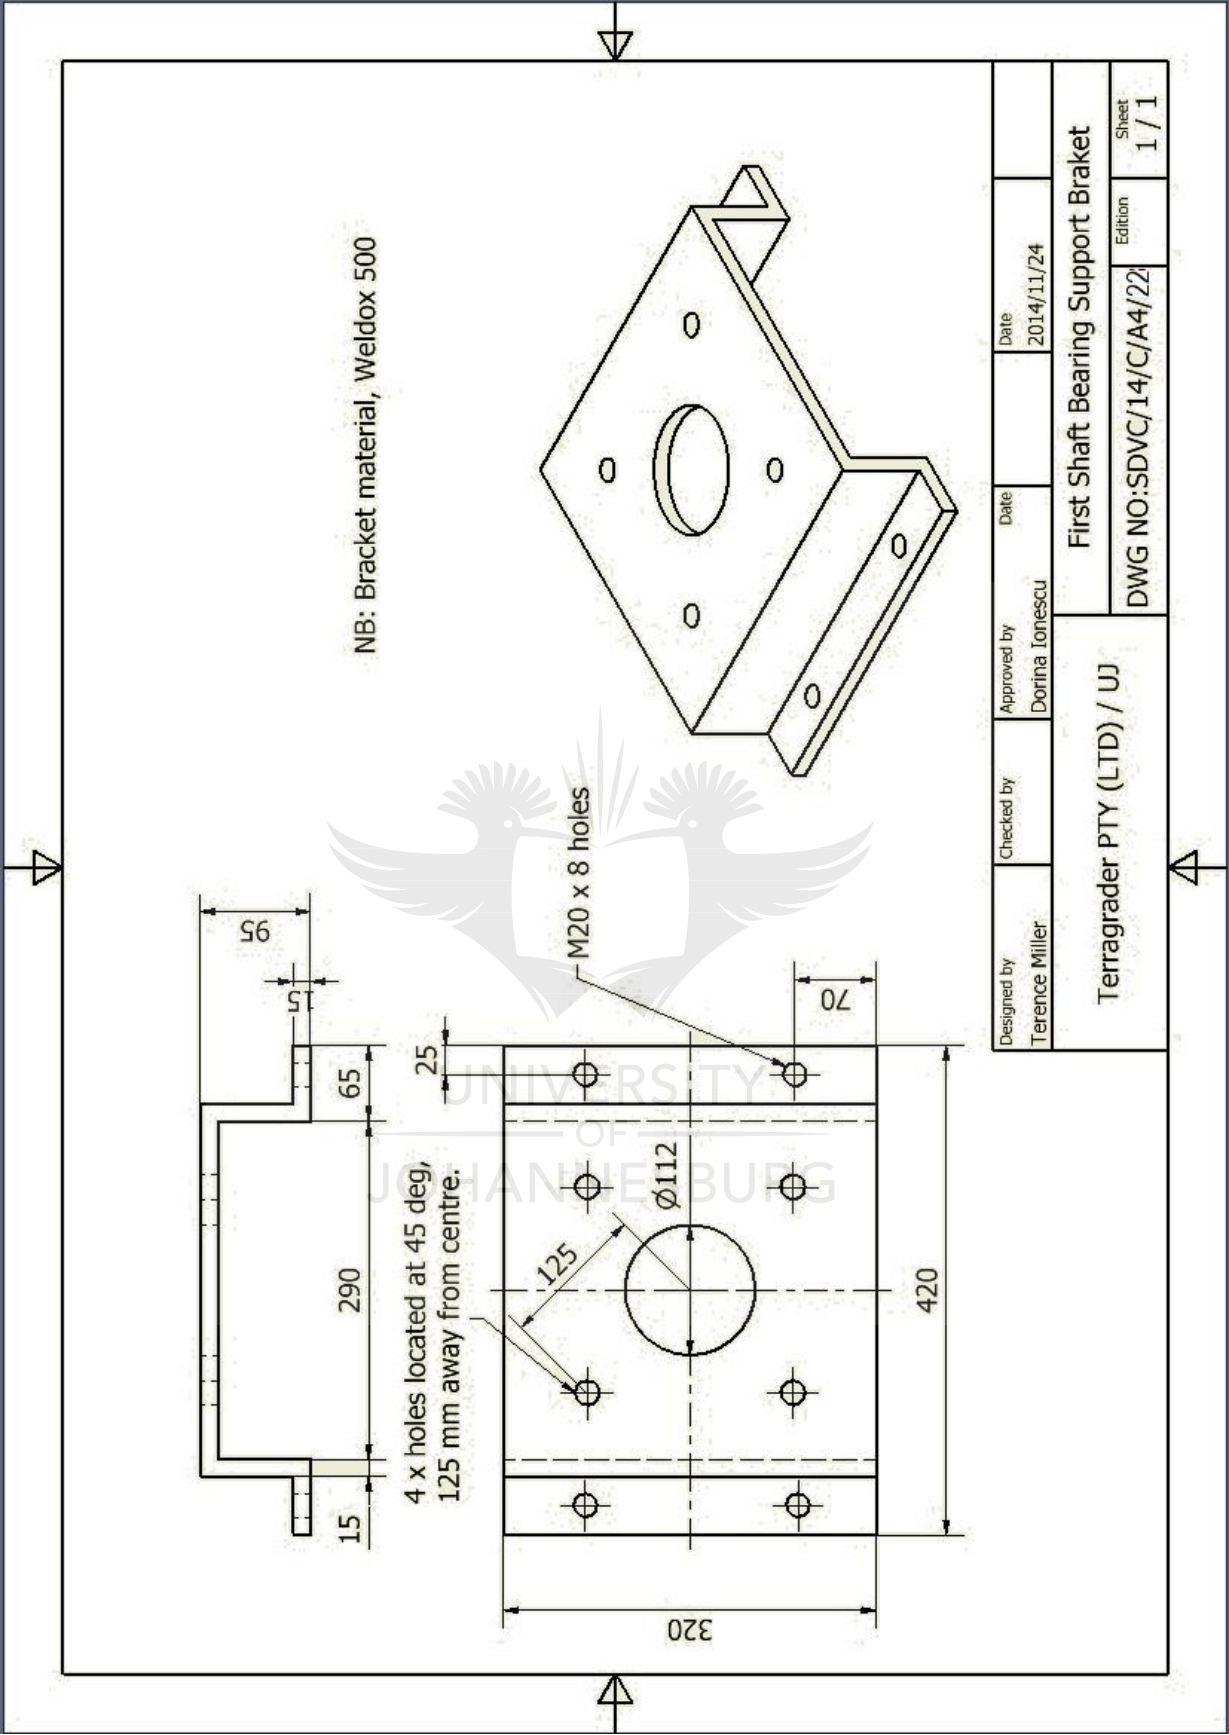 95
15
65
290
15
4 x holes located at 45 deg,
125 mm away from centre.
25
M20 x 8 holes
125
Ø112
70
420
320
NB: Bracket material, Weldox 500
UNIVERSITY
OF
JOHANNESBURG
Designed by
Terence Miller
Checked by
Approved by
Dorina Ionescu
Date
Date
2014/11/24
Terragrader PTY (LTD) / UJ
First Shaft Bearing Support Braket
DWG NO:SDVC/14/C/A4/22
Edition
Sheet
1 / 1